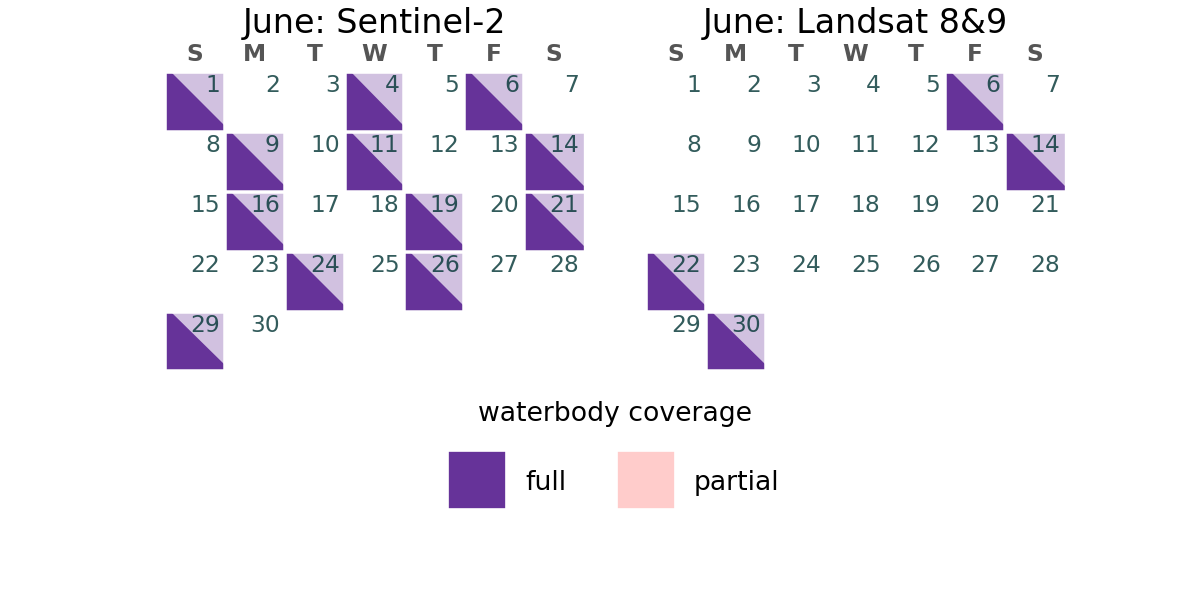 June: Sentinel-2
S M T W T F S
1 2 3 4 5 6 7
8 9 10 11 12 13 14
15 16 17 18 19 20 21
22 23 24 25 26 27 28
29 30
June: Landsat 8&9
S M T W T F S
1 2 3 4 5 6 7
8 9 10 11 12 13 14
15 16 17 18 19 20 21
22 23 24 25 26 27 28
29 30
waterbody coverage
full partial